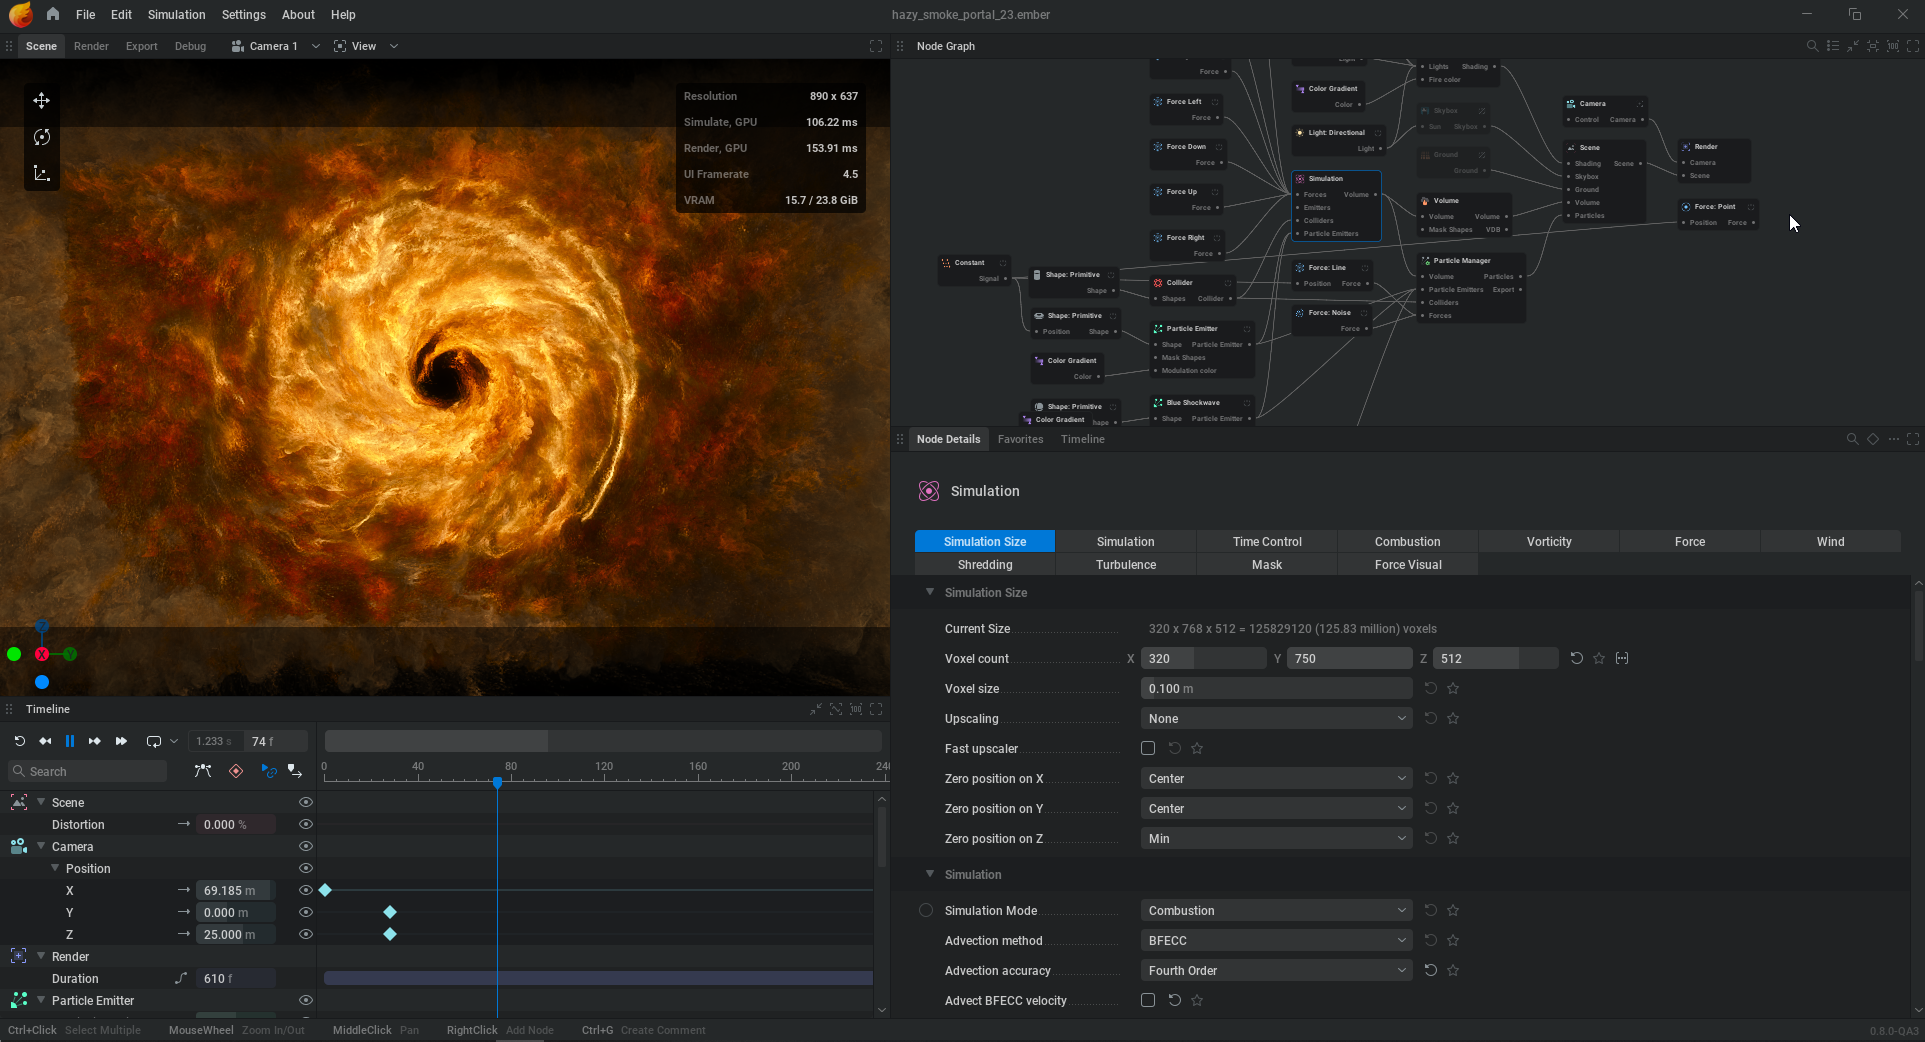 File Edit Simulation Settings About Help
hazy_smoke_portal_23.ember
Scene Render Export Debug Camera 1 View
Resolution 890 x 637
Simulate, GPU 106.22 ms
Render, GPU 153.91 ms
UI Framerate 4.5
VRAM 15.7 / 23.8 GiB
Z
X
Y
Node Graph
Force
Force Left
Force
Force Down
Force
Force Up
Force
Force Right
Force
Constant
Signal
Shape: Primitive
Shape
Shape: Primitive
Position Shape
Color Gradient
Color
Shape: Primitive
Color Gradient
hape
Collider
Shapes Collider
Particle Emitter
Shape Particle Emitter
Mask Shapes
Modulation color
Blue Shockwave
Shape Particle Emitter
Light
Color Gradient
Color
Light: Directional
Light
Simulation
Forces Volume
Emitters
Colliders
Particle Emitters
Force: Line
Position Force
Force: Noise
Force
Lights Shading
Fire color
Skybox
Sun Skybox
Ground
Ground
Volume
Volume Volume
Mask Shapes VDB
Particle Manager
Volume Particles
Particle Emitters Export
Colliders
Forces
Camera
Control Camera
Scene
Shading Scene
Skybox
Ground
Volume
Particles
Render
Camera
Scene
Force: Point
Position Force
Node Details Favorites Timeline
Simulation
Simulation Size Simulation Time Control Combustion Vorticity Force Wind
Shredding Turbulence Mask Force Visual
Simulation Size
Current Size 320 x 768 x 512 = 125829120 (125.83 million) voxels
Voxel count X 320 Y 750 Z 512
Voxel size 0.100 m
Upscaling None
Fast upscaler
Zero position on X Center
Zero position on Y Center
Zero position on Z Min
Simulation
Simulation Mode Combustion
Advection method BFECC
Advection accuracy Fourth Order
Advect BFECC velocity
Timeline
1.233 s 74 f
Search
0 40 80 120 160 200 240
Scene
Distortion 0.000 %
Camera
Position
X 69.185 m
Y 0.000 m
Z 25.000 m
Render
Duration 610 f
Particle Emitter
Ctrl+Click Select Multiple MouseWheel Zoom In/Out MiddleClick Pan RightClick Add Node Ctrl+G Create Comment
0.8.0-QA3